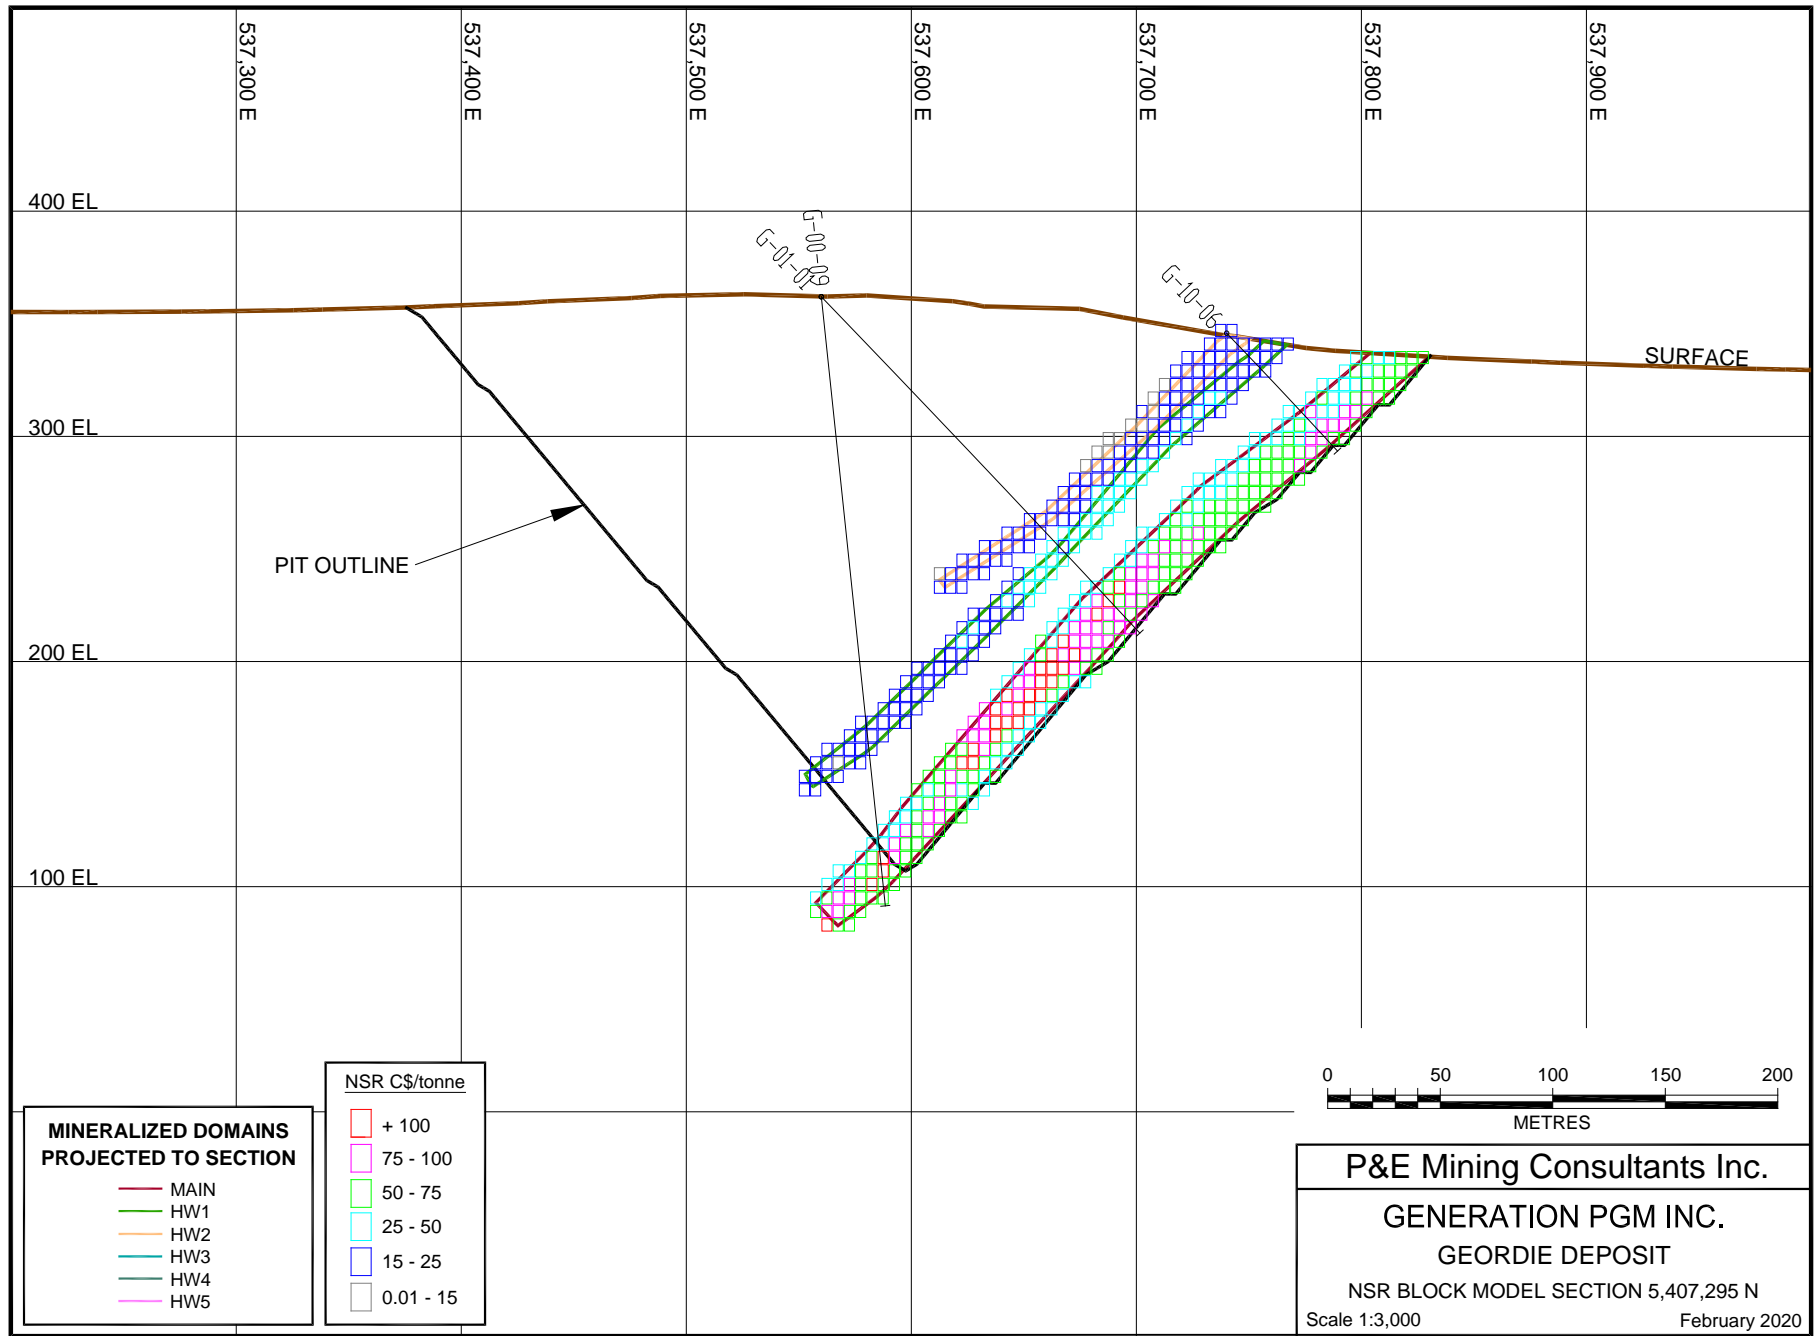 537,300 E
537,400 E
537,500 E
537,600 E
537,700 E
537,800 E
537,900 E
400 EL
300 EL
200 EL
100 EL
G-01-01
G-00-09
G-10-06
SURFACE
PIT OUTLINE
MINERALIZED DOMAINS
PROJECTED TO SECTION
MAIN
HW1
HW2
HW3
HW4
HW5
NSR C$/tonne
+ 100
75 - 100
50 - 75
25 - 50
15 - 25
0.01 - 15
0 50 100 150 200
METRES
P&E Mining Consultants Inc.
GENERATION PGM INC.
GEORDIE DEPOSIT
NSR BLOCK MODEL SECTION 5,407,295 N
Scale 1:3,000 February 2020